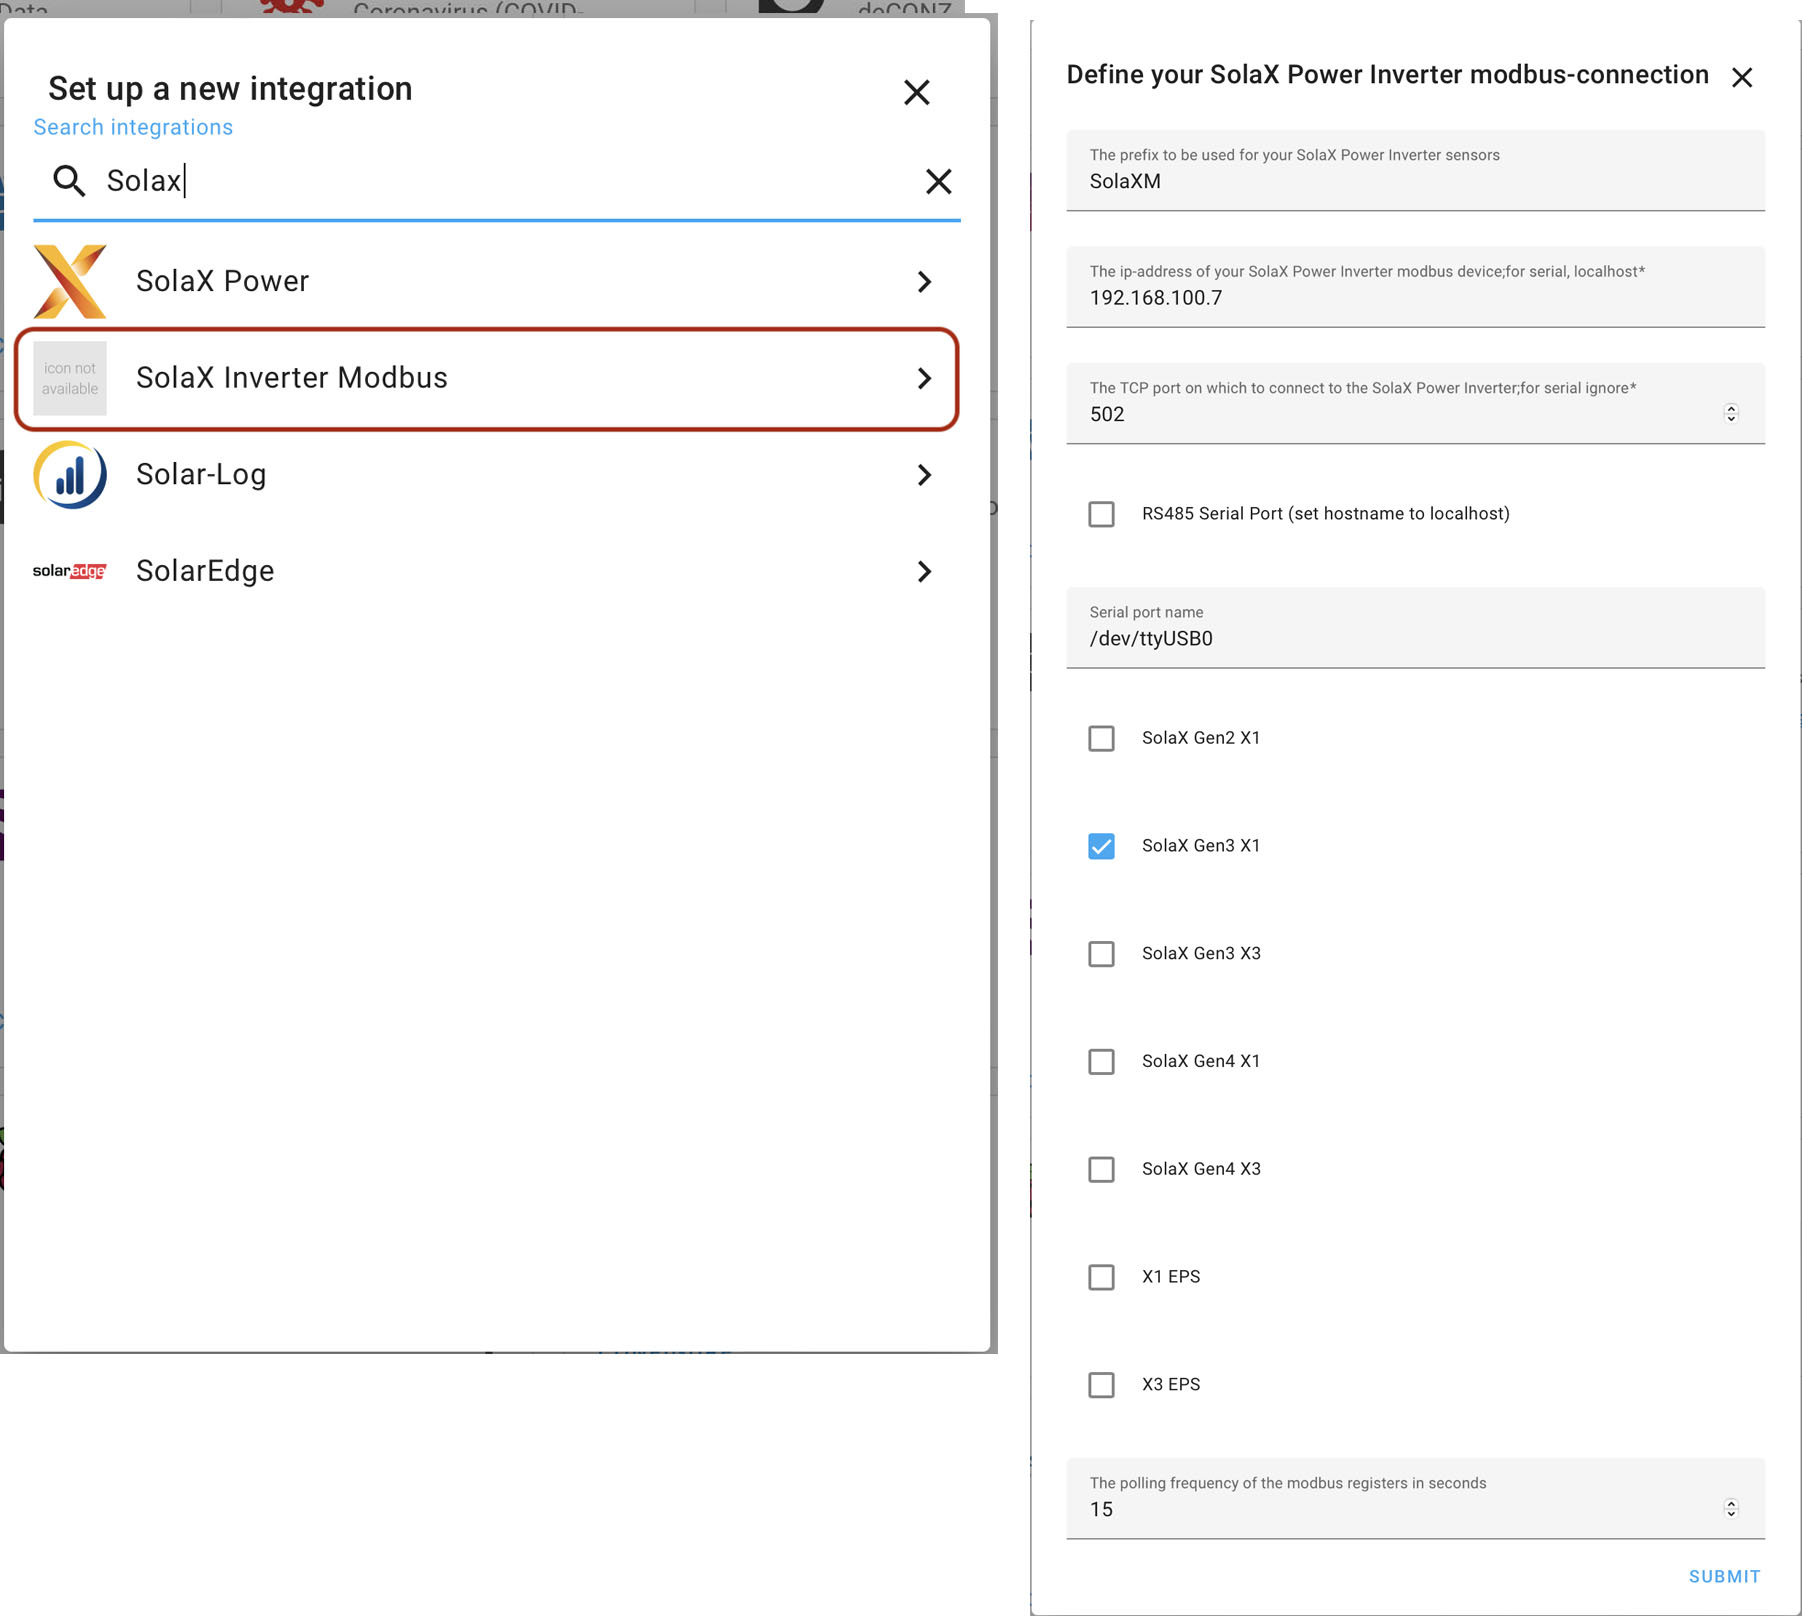 Data
Coronavirus (COVID-
deCONZ
Set up a new integration
Search integrations
Solax
SolaX Power
icon not
available
SolaX Inverter Modbus
Solar-Log
solaredge
SolarEdge
Define your SolaX Power Inverter modbus-connection
The prefix to be used for your SolaX Power Inverter sensors
SolaXM
The ip-address of your SolaX Power Inverter modbus device;for serial, localhost*
192.168.100.7
The TCP port on which to connect to the SolaX Power Inverter;for serial ignore*
502
RS485 Serial Port (set hostname to localhost)
Serial port name
/dev/ttyUSB0
SolaX Gen2 X1
SolaX Gen3 X1
SolaX Gen3 X3
SolaX Gen4 X1
SolaX Gen4 X3
X1 EPS
X3 EPS
The polling frequency of the modbus registers in seconds
15
SUBMIT